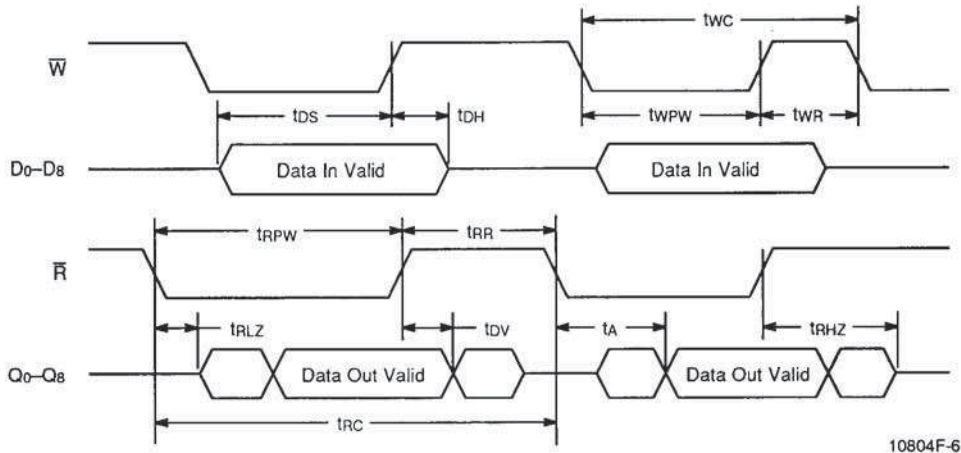 tWC
W
tDS
tDH
tWPW
tWR
D0–D8
Data In Valid
Data In Valid
tRPW
tRR
R
tRLZ
tDV
tA
tRHZ
Q0–Q8
Data Out Valid
Data Out Valid
tRC
10804F-6